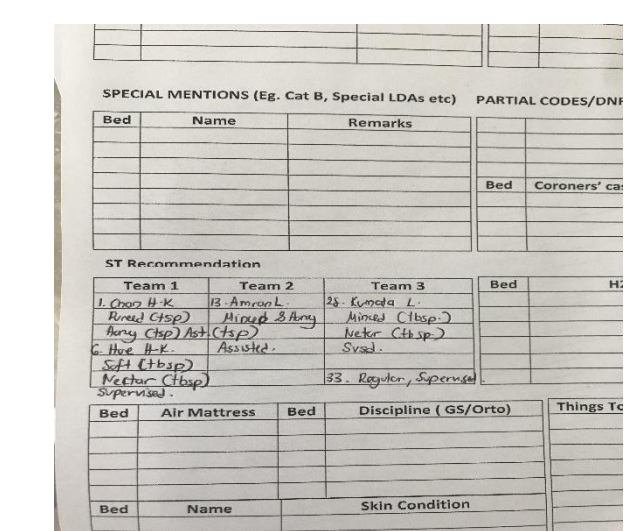 SPECIAL MENTIONS (Eg. Cat B, Special LDAs etc) PARTIAL CODES/DNR
Bed Name Remarks
Bed Coroners' cas
ST Recommendation
Team 1 Team 2 Team 3 Bed H2
1. Chan H-K 13. Amran L. 28. Kumala L.
Pureed (tsp) Minced & Hony Minced (tbsp.)
Hony (tsp) Ast. (tsp) Nectar (tbsp.)
6. Hoe H-K. Assisted. Svsd.
Soft (tbsp)
Nectar (tbsp) 33. Regular, Supervised
Supervised.
Bed Air Mattress Bed Discipline ( GS/Orto) Things To
Bed Name Skin Condition